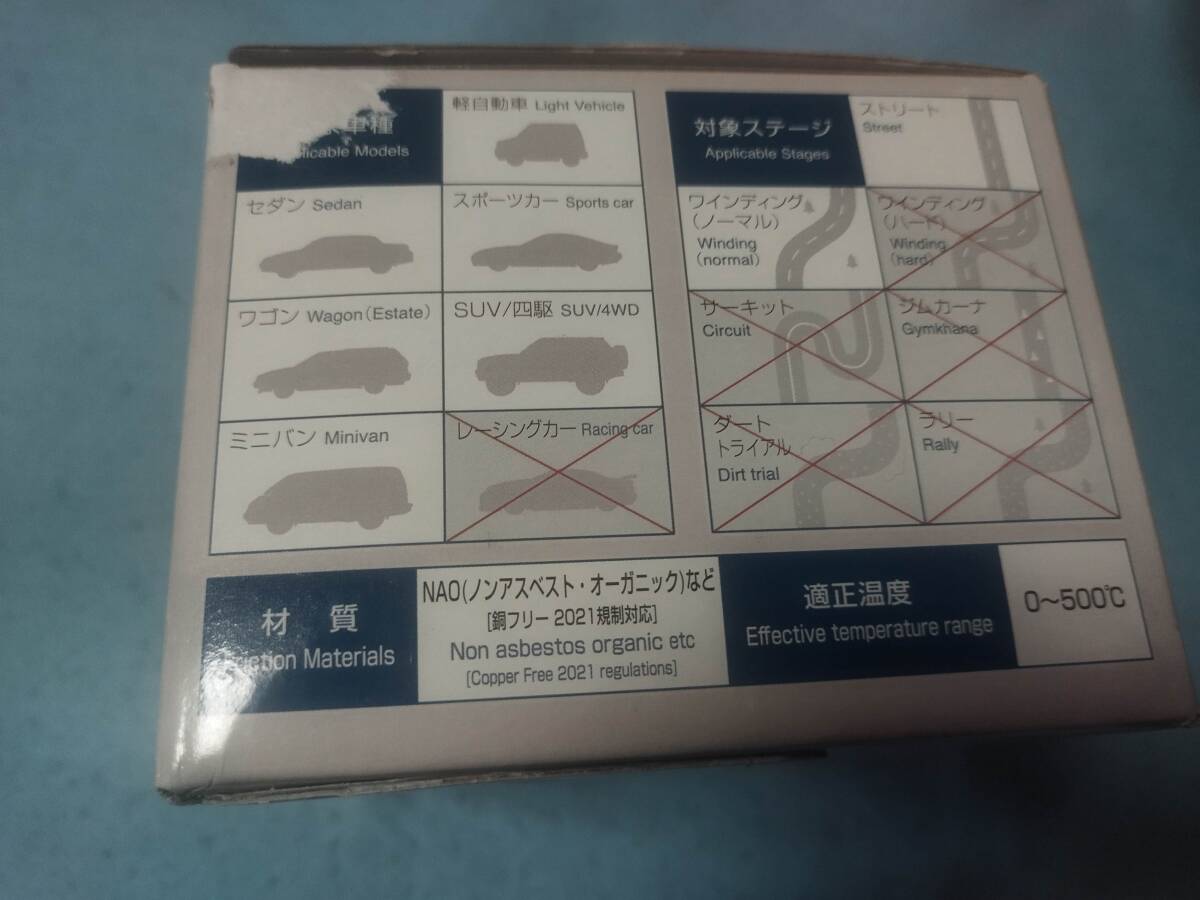 車種
Models
軽自動車 Light Vehicle
セダン Sedan
スポーツカー Sports car
ワゴン Wagon(Estate)
SUV/四駆 SUV/4WD
ミニバン Minivan
レーシングカー Racing car
対象ステージ
Applicable Stages
ストリート
Street
ワインディング
(ノーマル)
Winding
(normal)
ワインディング
(ハード)
Winding
(hard)
サーキット
Circuit
ジムカーナ
Gymkhana
ダート
トライアル
Dirt trial
ラリー
Rally
材 質
Friction Materials
NAO(ノンアスベスト・オーガニック)など
[銅フリー 2021規制対応]
Non asbestos organic etc
[Copper Free 2021 regulations]
適正温度
Effective temperature range
0～500℃